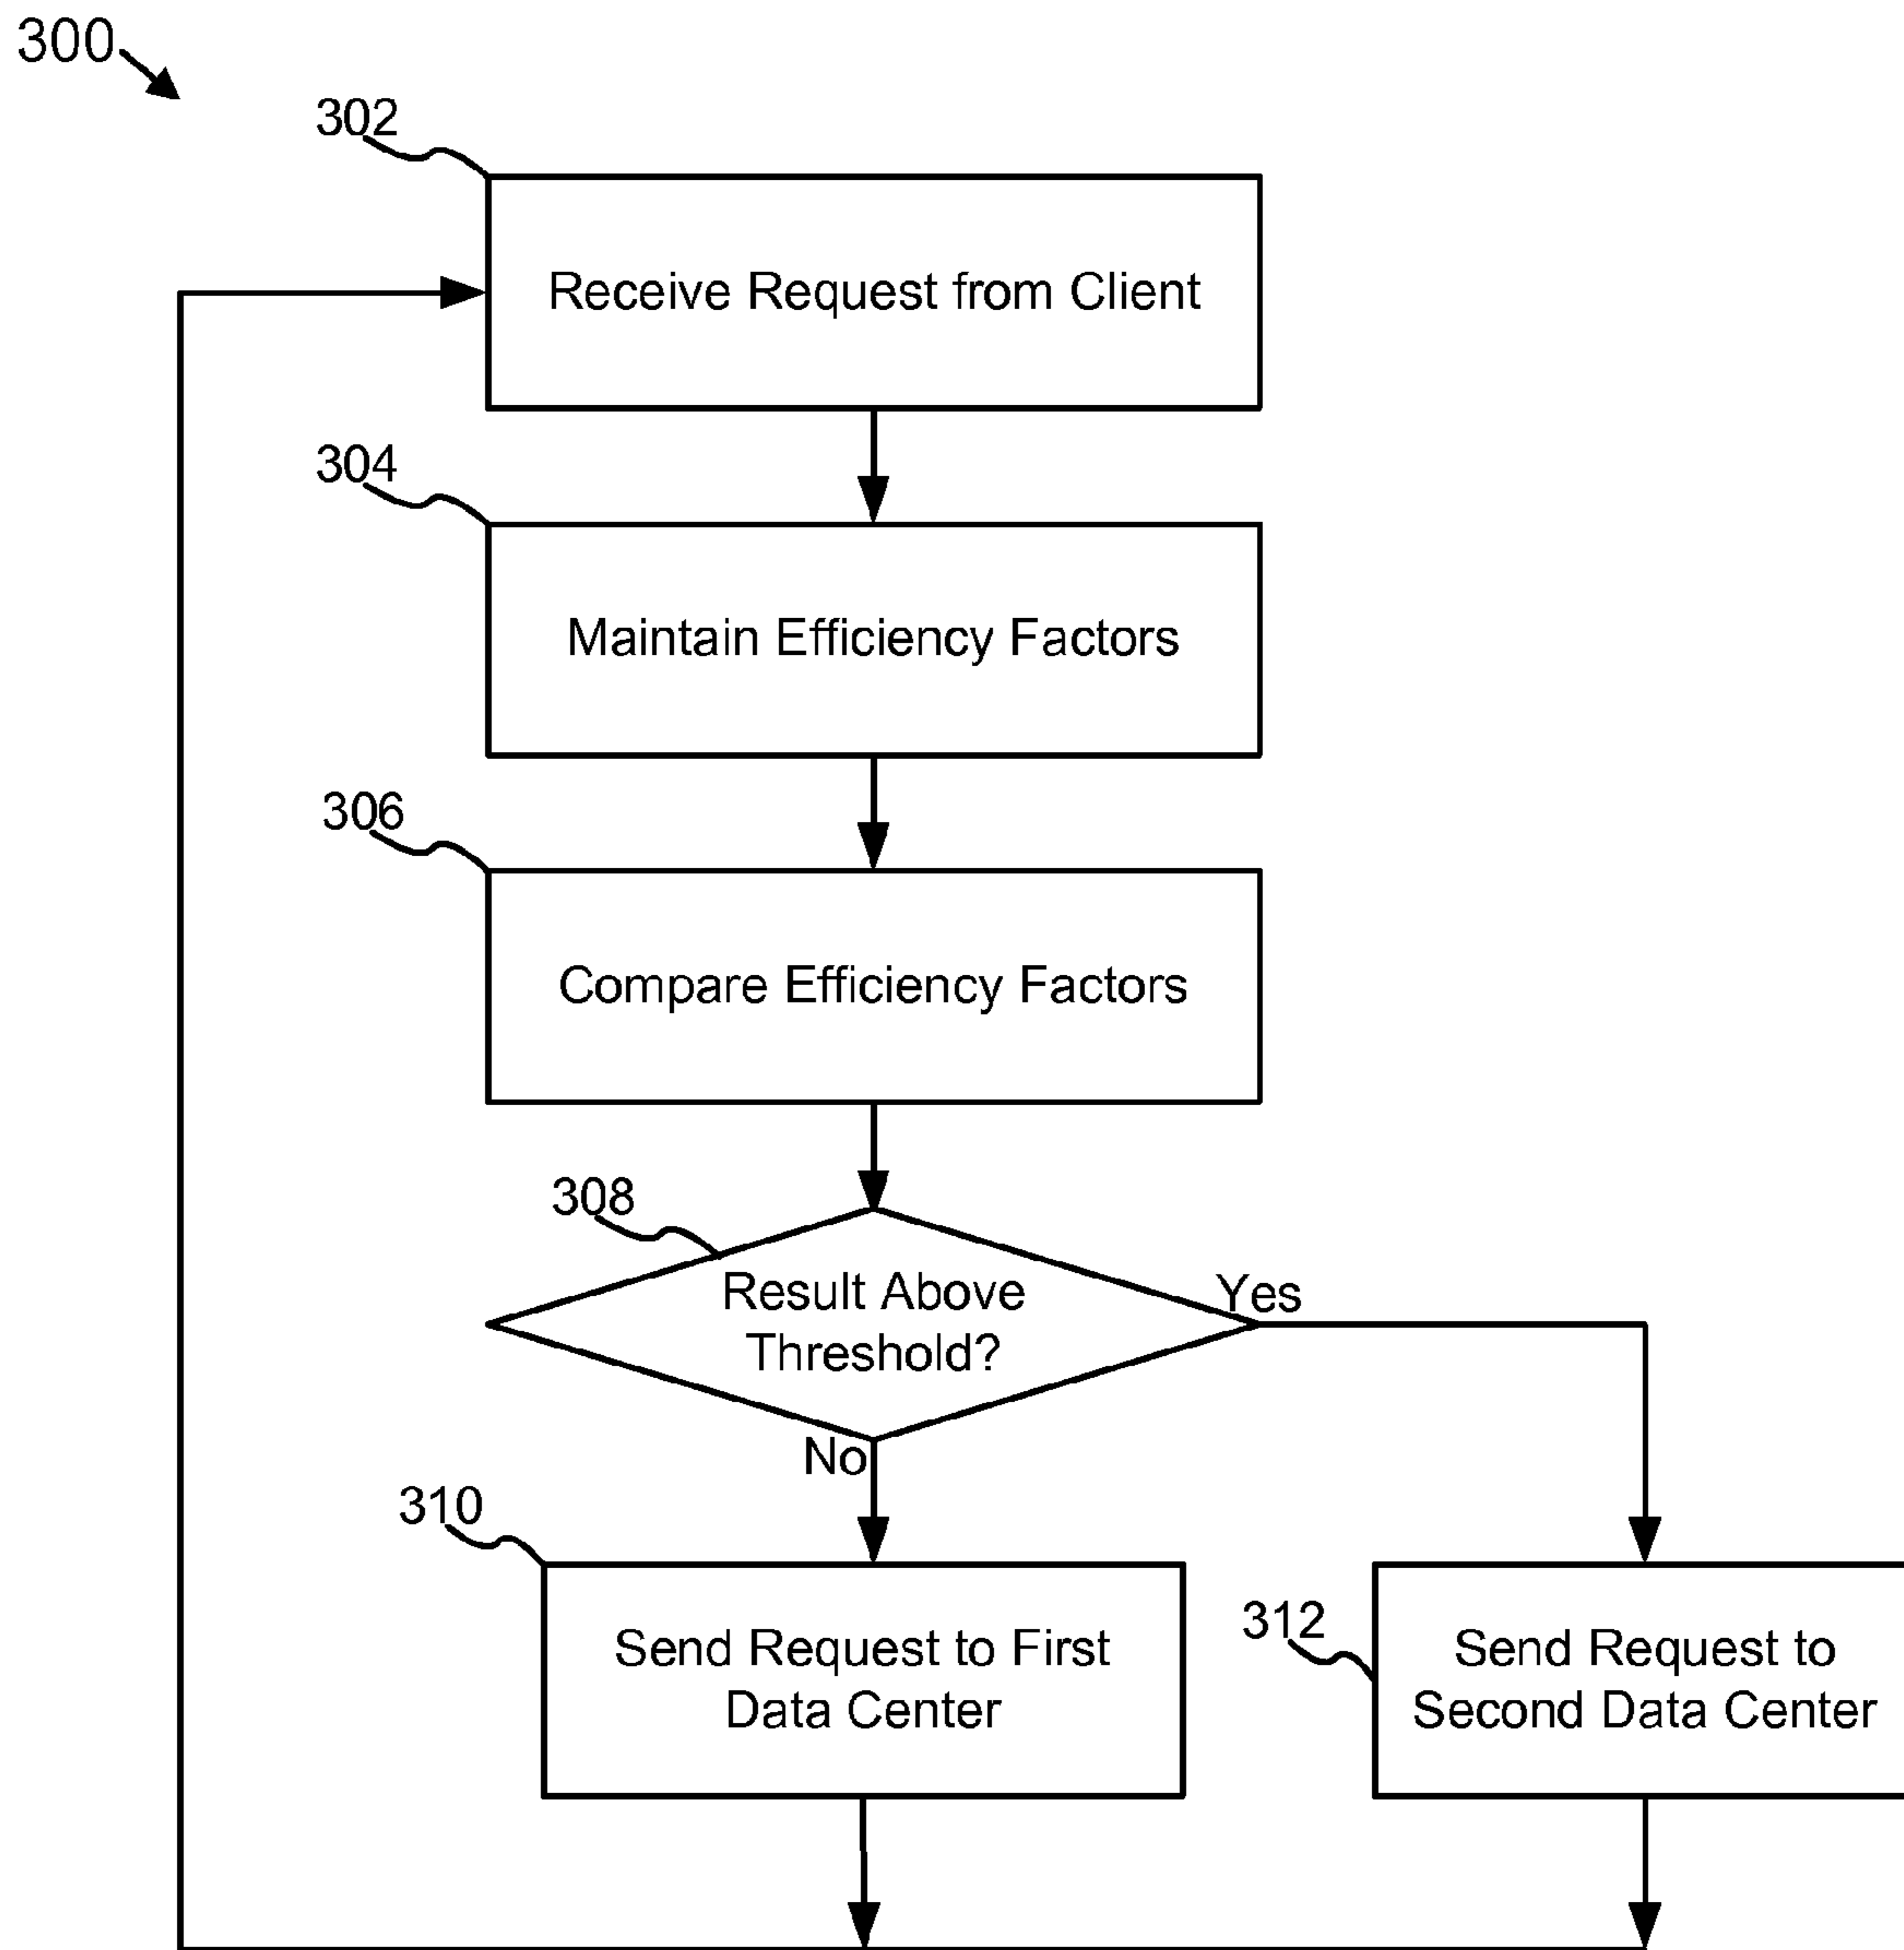 300
302
Receive Request from Client
304
Maintain Efficiency Factors
306
Compare Efficiency Factors
308
Result Above
Threshold?
Yes
No
310
Send Request to First
Data Center
312
Send Request to
Second Data Center